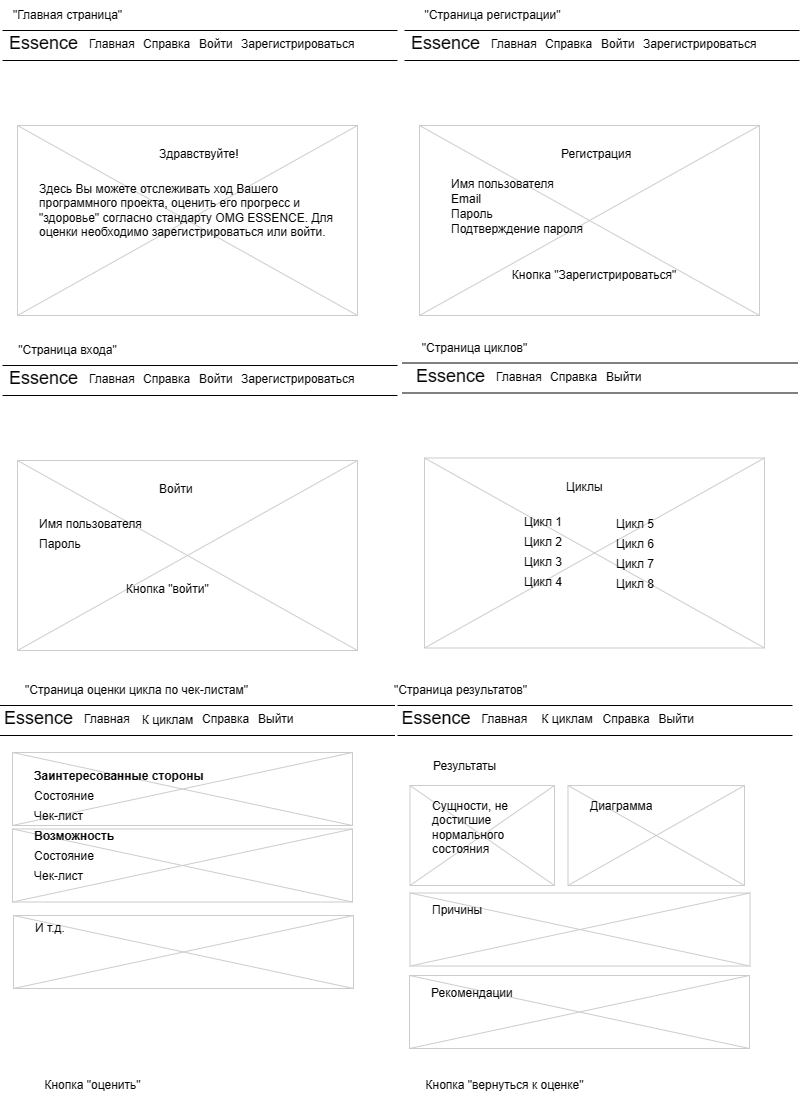 "Главная страница"
Essence Главная Справка Войти Зарегистрироваться
Здравствуйте!
Здесь Вы можете отслеживать ход Вашего
программного проекта, оценить его прогресс и
"здоровье" согласно стандарту OMG ESSENCE. Для
оценки необходимо зарегистрироваться или войти.
"Страница регистрации"
Essence Главная Справка Войти Зарегистрироваться
Регистрация
Имя пользователя
Email
Пароль
Подтверждение пароля
Кнопка "Зарегистрироваться"
"Страница входа"
Essence Главная Справка Войти Зарегистрироваться
Войти
Имя пользователя
Пароль
Кнопка "войти"
"Страница циклов"
Essence Главная Справка Выйти
Циклы
Цикл 1 Цикл 5
Цикл 2 Цикл 6
Цикл 3 Цикл 7
Цикл 4 Цикл 8
"Страница оценки цикла по чек-листам"
Essence Главная К циклам Справка Выйти
Заинтересованные стороны
Состояние
Чек-лист
Возможность
Состояние
Чек-лист
И т.д.
Кнопка "оценить"
"Страница результатов"
Essence Главная К циклам Справка Выйти
Результаты
Сущности, не
достигшие
нормального
состояния
Диаграмма
Причины
Рекомендации
Кнопка "вернуться к оценке"